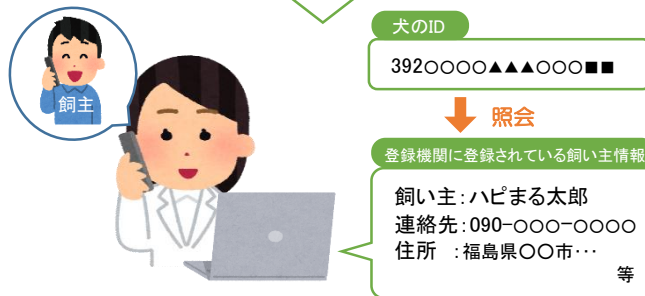 犬のID
392○○○○▲▲▲○○○■■
照会
飼主
登録機関に登録されている飼い主情報
飼い主：ハピまる太郎
連絡先：090-○○○-○○○○
住所　：福島県〇〇市…
等